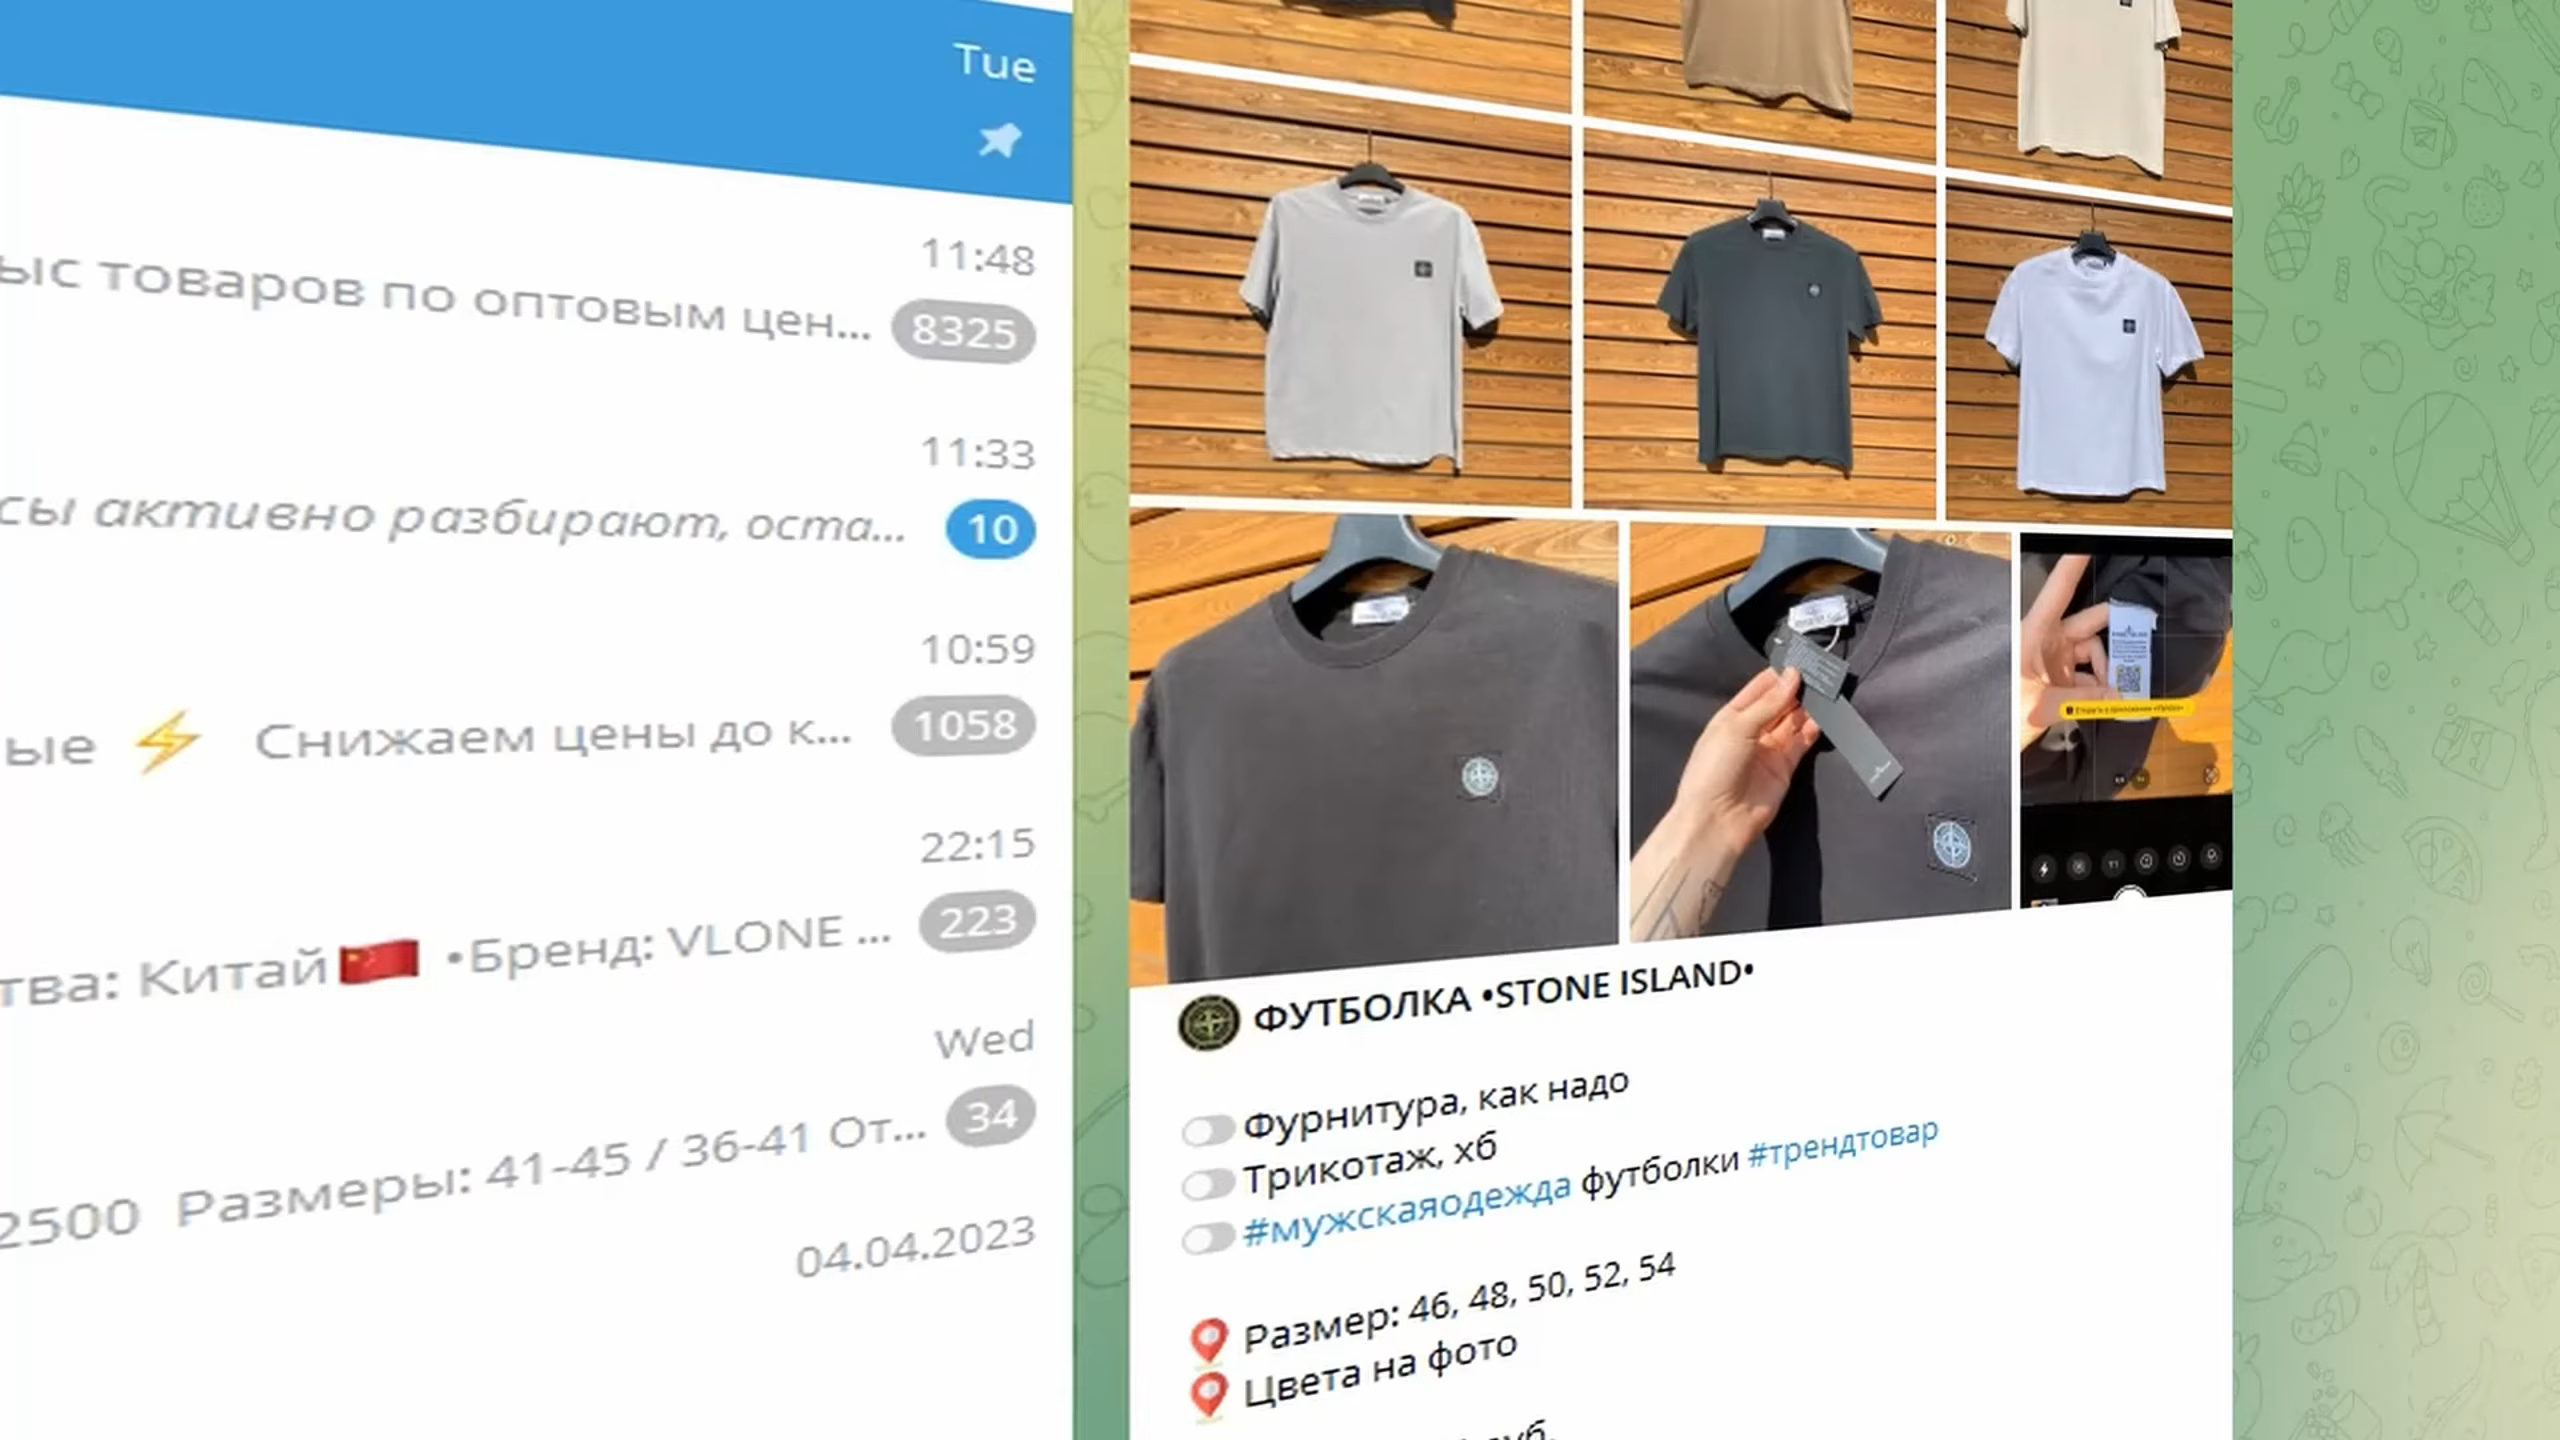 Tue
11:48
ыс товаров по оптовым цен...
8325
11:33
сы активно разбирают, оста...
10
10:59
ые ⚡ Снижаем цены до к...
1058
22:15
тва: Китай🇨🇳 •Бренд: VLONE ...
223
Wed
2500 Размеры: 41-45 / 36-41 От...
34
04.04.2023
ФУТБОЛКА •STONE ISLAND•
Фурнитура, как надо
Трикотаж, хб
#мужскаяодежда футболки #трендтовар
📍 Размер: 46, 48, 50, 52, 54
📍 Цвета на фото